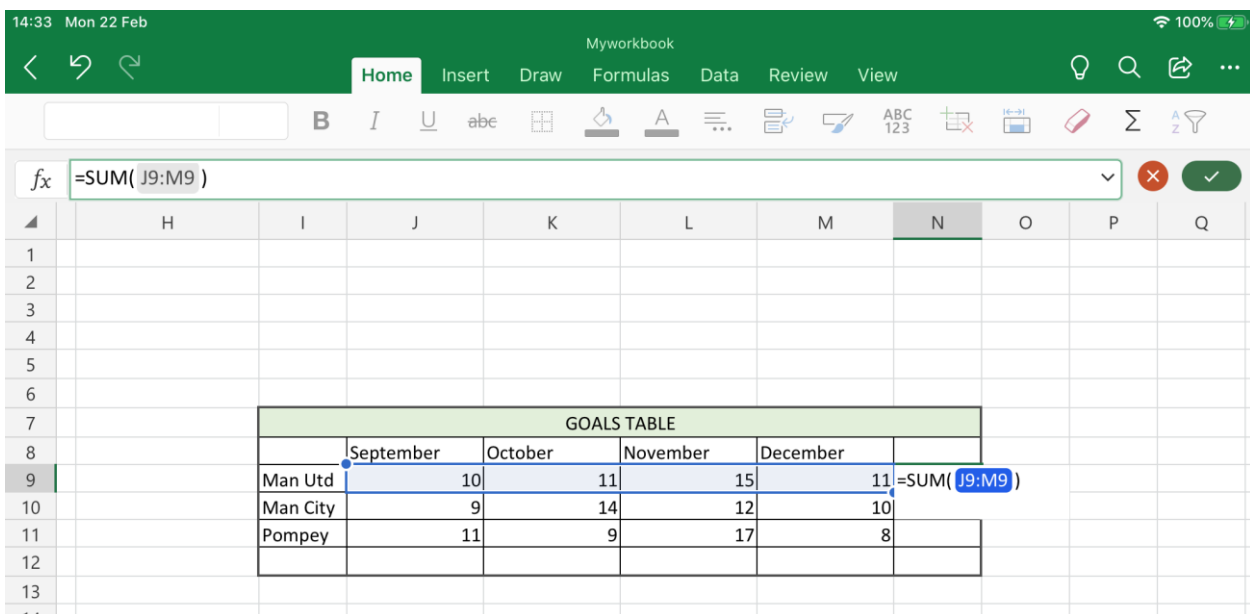 14:33 Mon 22 Feb 100%
Myworkbook
Home Insert Draw Formulas Data Review View
B I U abc A ABC 123 Σ A Z
fx =SUM( J9:M9 )
H I J K L M N O P Q
1
2
3
4
5
6
7 GOALS TABLE
8 September October November December
9 Man Utd 10 11 15 11 =SUM( J9:M9 )
10 Man City 9 14 12 10
11 Pompey 11 9 17 8
12
13